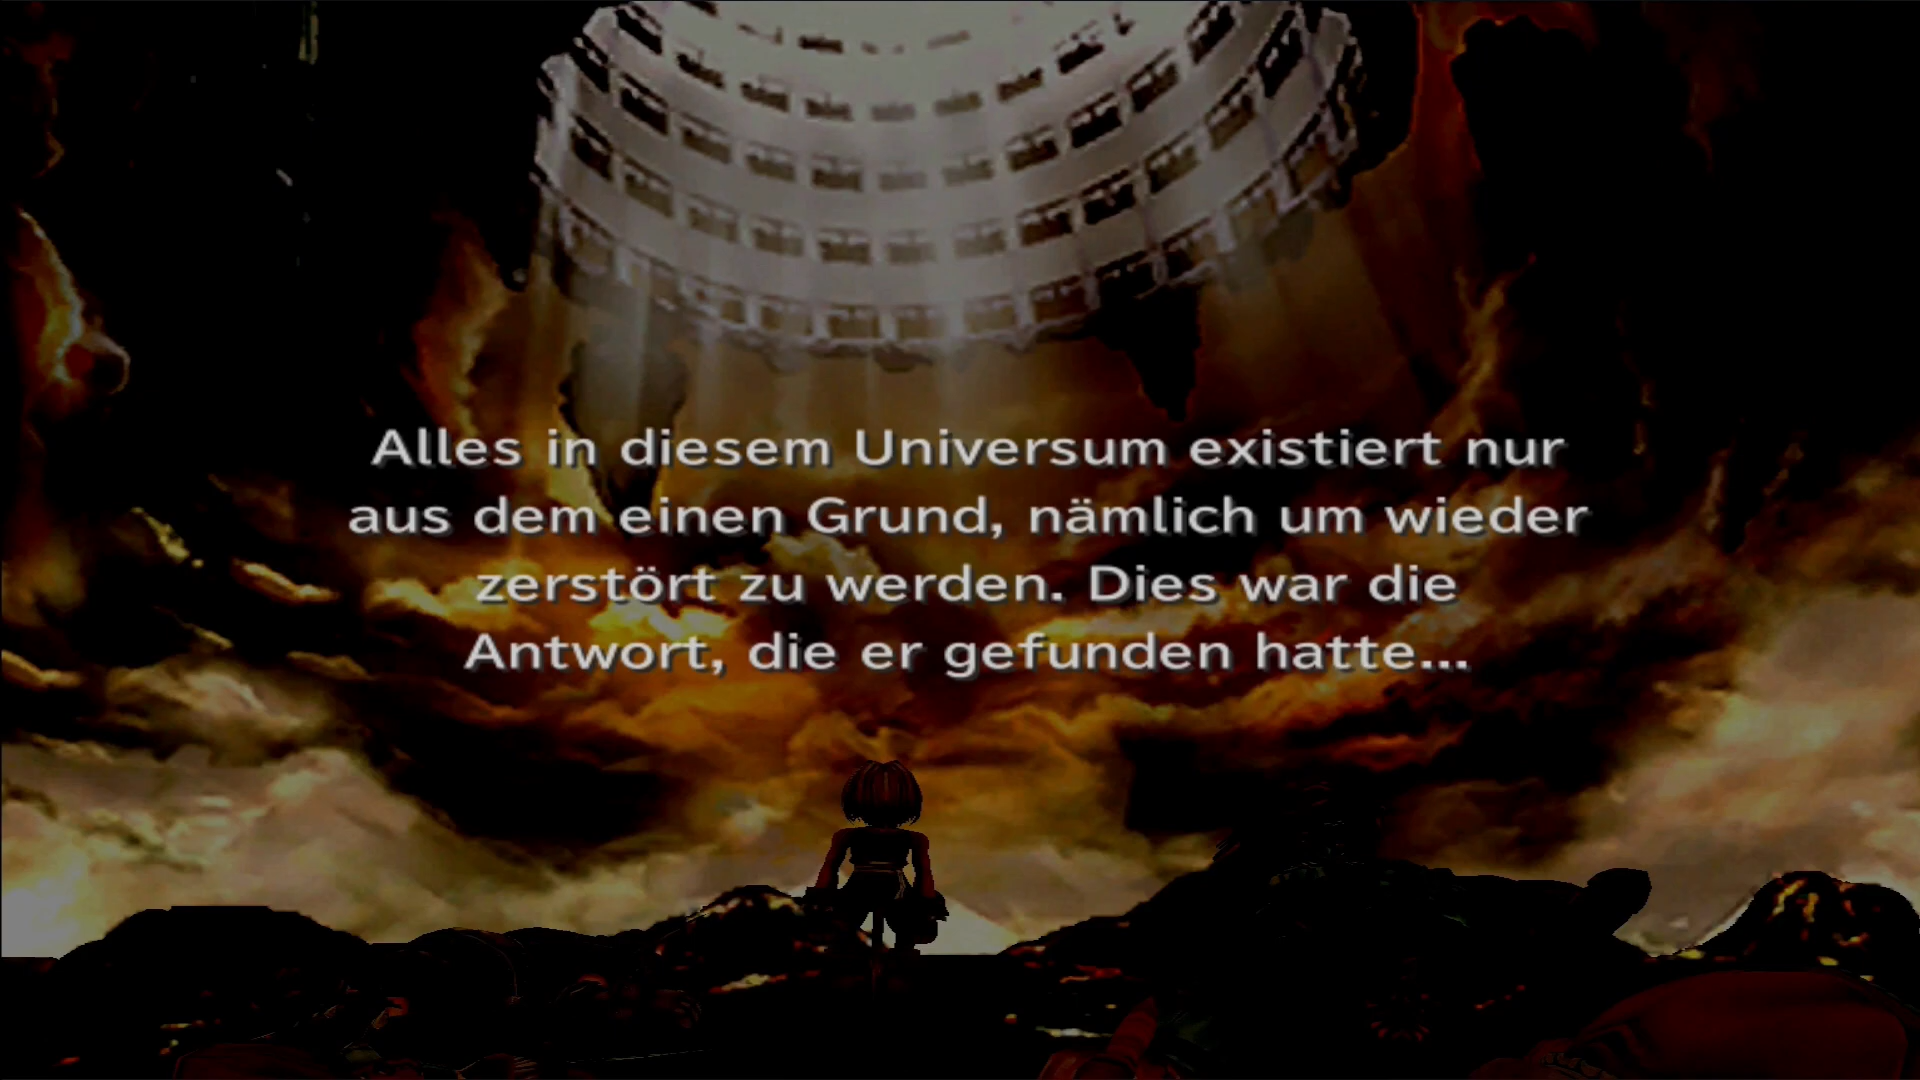 Alles in diesem Universum existiert nur
aus dem einen Grund, nämlich um wieder
zerstört zu werden. Dies war die
Antwort, die er gefunden hatte...